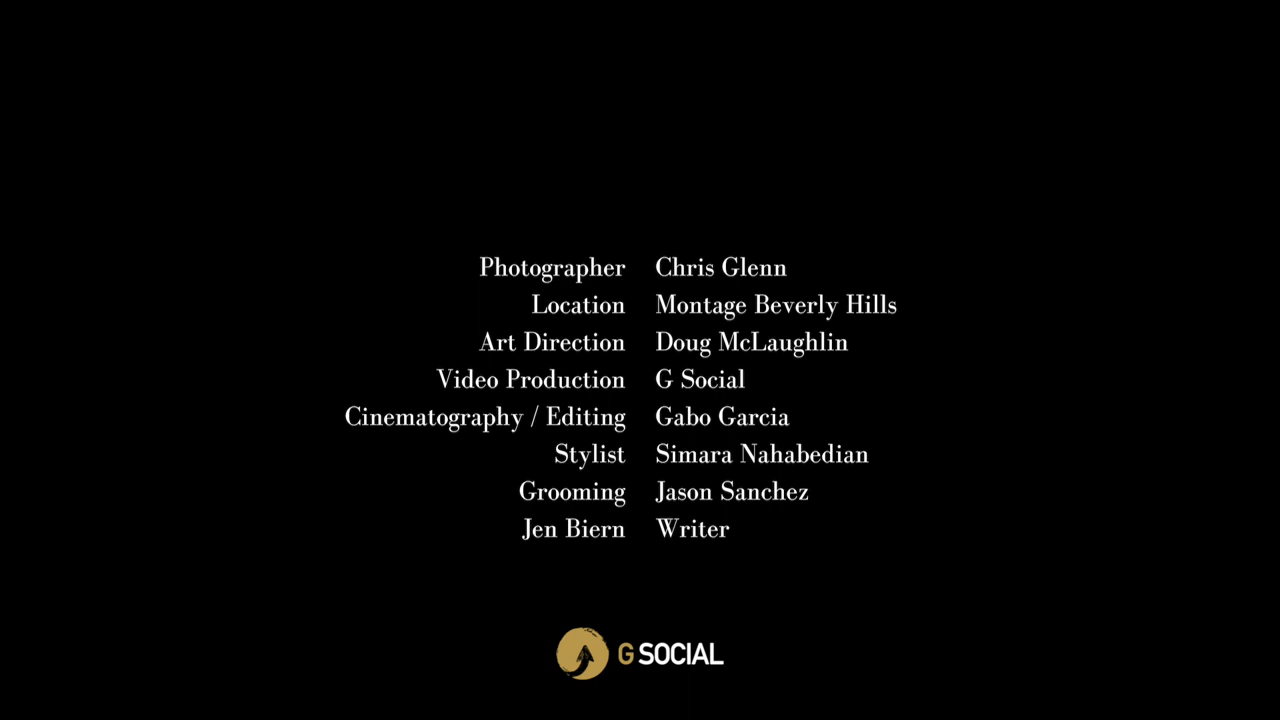 Photographer Chris Glenn
Location Montage Beverly Hills
Art Direction Doug McLaughlin
Video Production G Social
Cinematography / Editing Gabo Garcia
Stylist Simara Nahabedian
Grooming Jason Sanchez
Jen Biern Writer
G SOCIAL